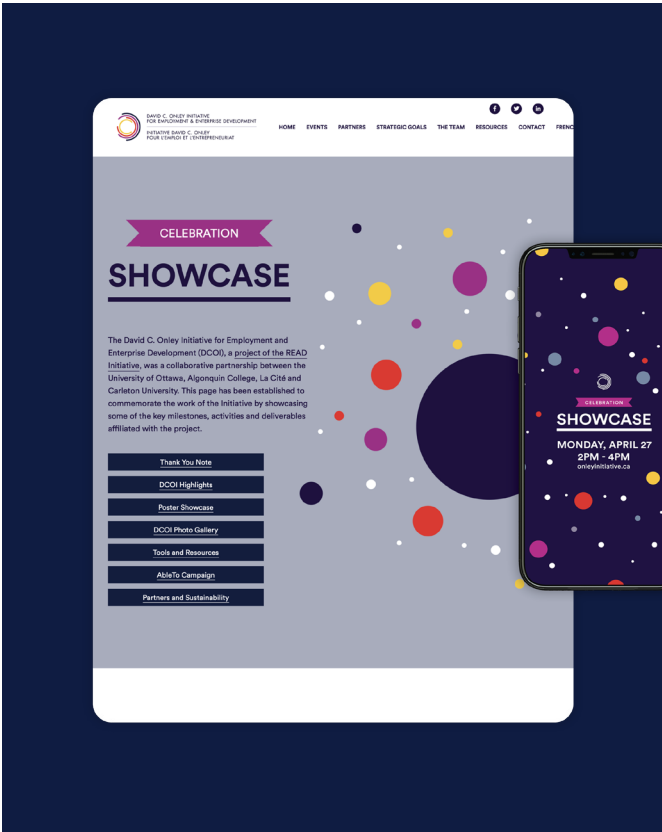 DAVID C. ONLEY INITIATIVE
FOR EMPLOYMENT & ENTERPRISE DEVELOPMENT
INITIATIVE DAVID C. ONLEY
POUR L'EMPLOI ET L'ENTREPRENEURIAT
HOME EVENTS PARTNERS STRATEGIC GOALS THE TEAM RESOURCES CONTACT FRENC
CELEBRATION
SHOWCASE
The David C. Onley Initiative for Employment and
Enterprise Development (DCOI), a project of the READ
Initiative, was a collaborative partnership between the
University of Ottawa, Algonquin College, La Cité and
Carleton University. This page has been established to
commemorate the work of the Initiative by showcasing
some of the key milestones, activities and deliverables
affiliated with the project.
Thank You Note
DCOI Highlights
Poster Showcase
DCOI Photo Gallery
Tools and Resources
AbleTo Campaign
Partners and Sustainability
CELEBRATION
SHOWCASE
MONDAY, APRIL 27
2PM - 4PM
onleyinitiative.ca